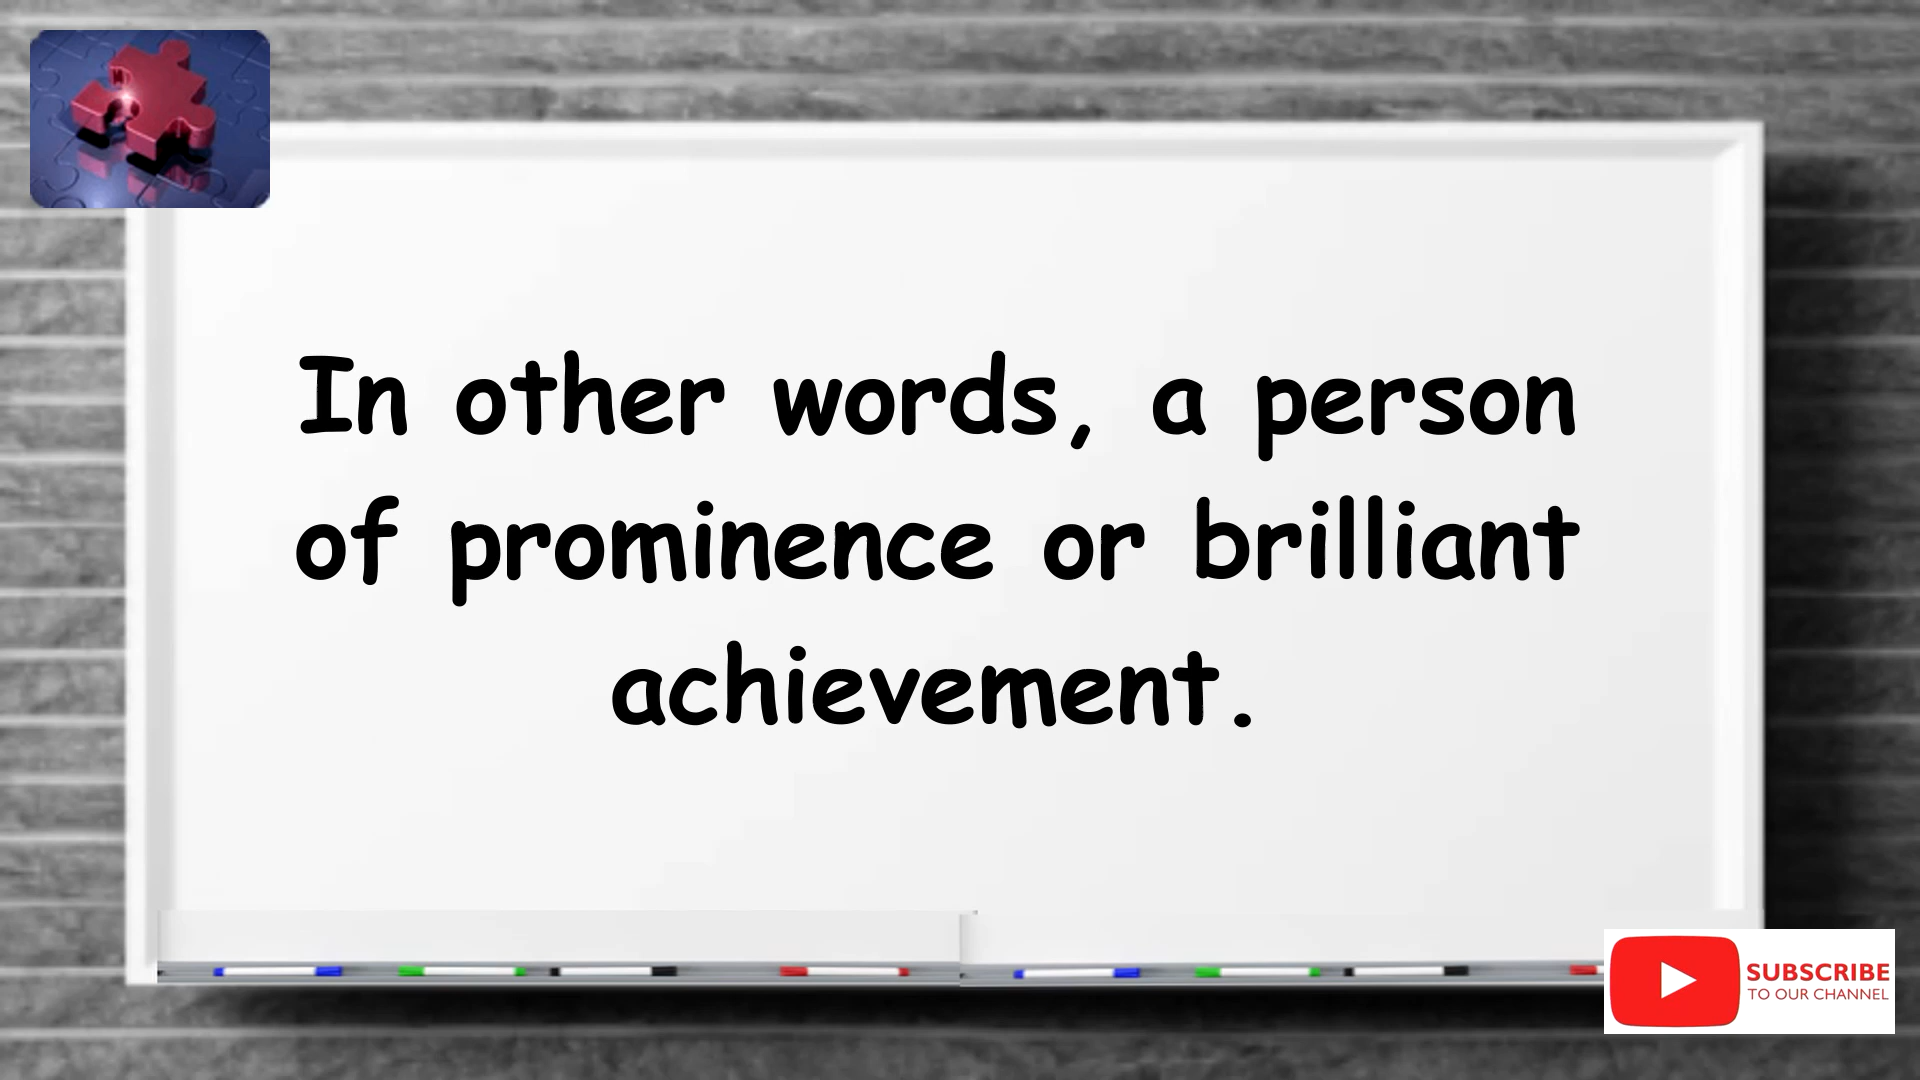 In other words, a person
of prominence or brilliant
achievement.
SUBSCRIBE
TO OUR CHANNEL